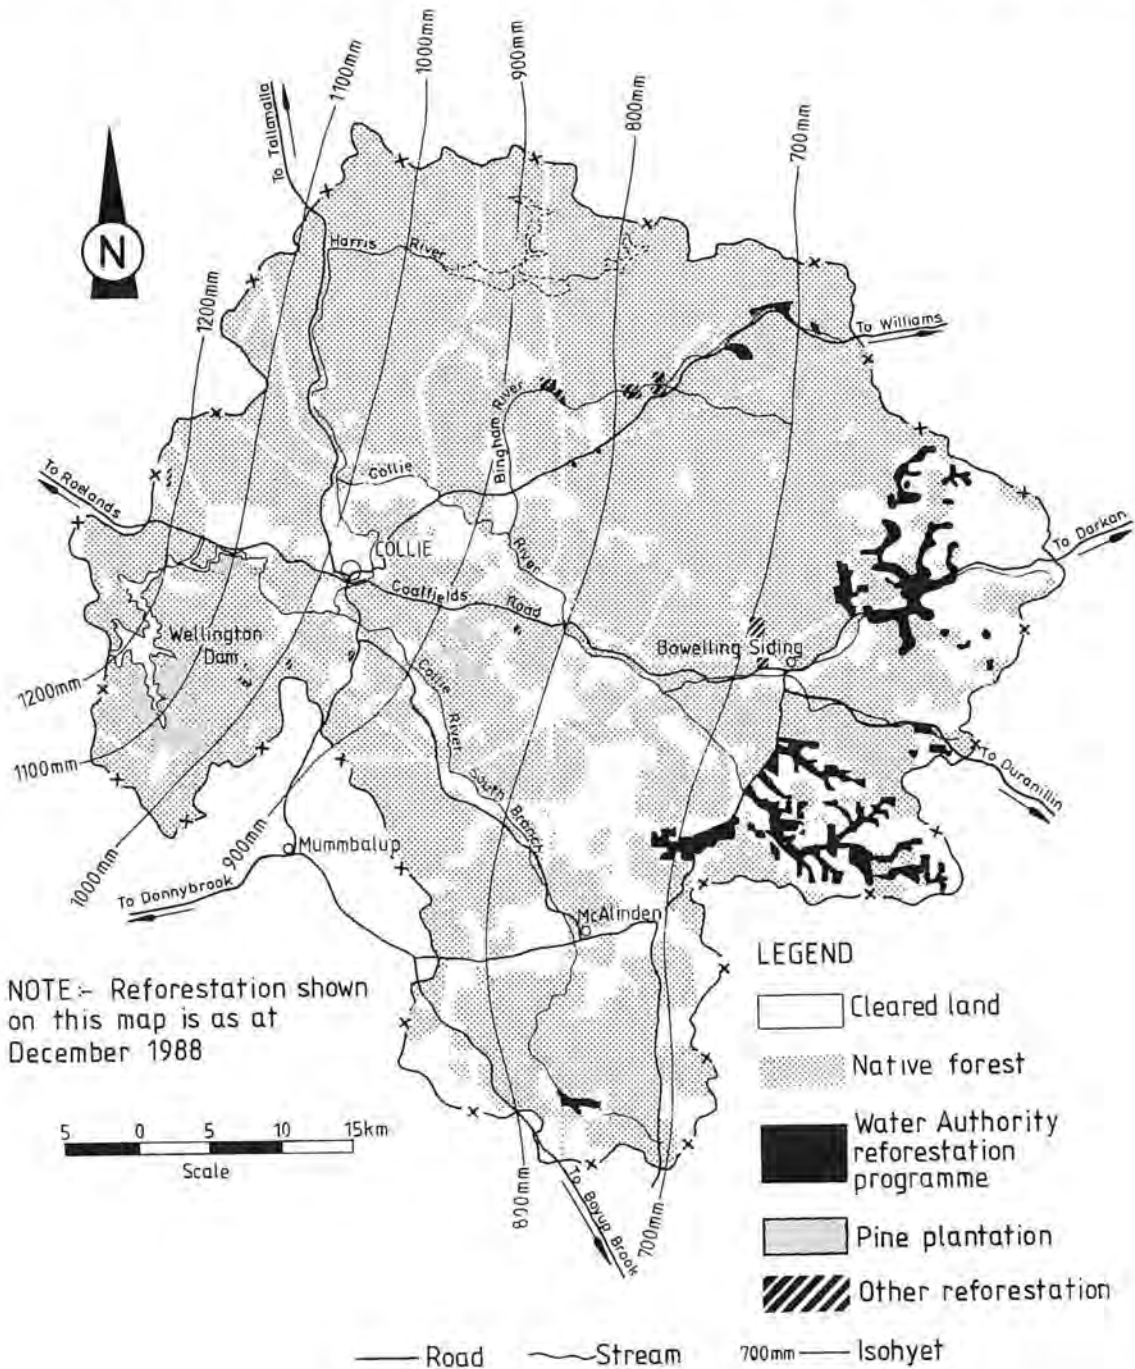 1100mm
1000mm
900mm
800mm
700mm
To Tallanalla
N
Harris River
1200mm
To Williams
Bingham River
Collie
To Roelands
To Darkan
COLLIE
River
Coalfields Road
Wellington
Dam
Bowelling Siding
1200mm
1100mm
Collie River South Branch
To Duranillin
1000mm
900mm
Mummbalup
To Donnybrook
McAlinden
NOTE:- Reforestation shown
on this map is as at
December 1988
5 0 5 10 15km
Scale
800mm
To Boyup Brook
700mm
LEGEND
Cleared land
Native forest
Water Authority
reforestation
programme
Pine plantation
Other reforestation
Road
Stream
700mm Isohyet